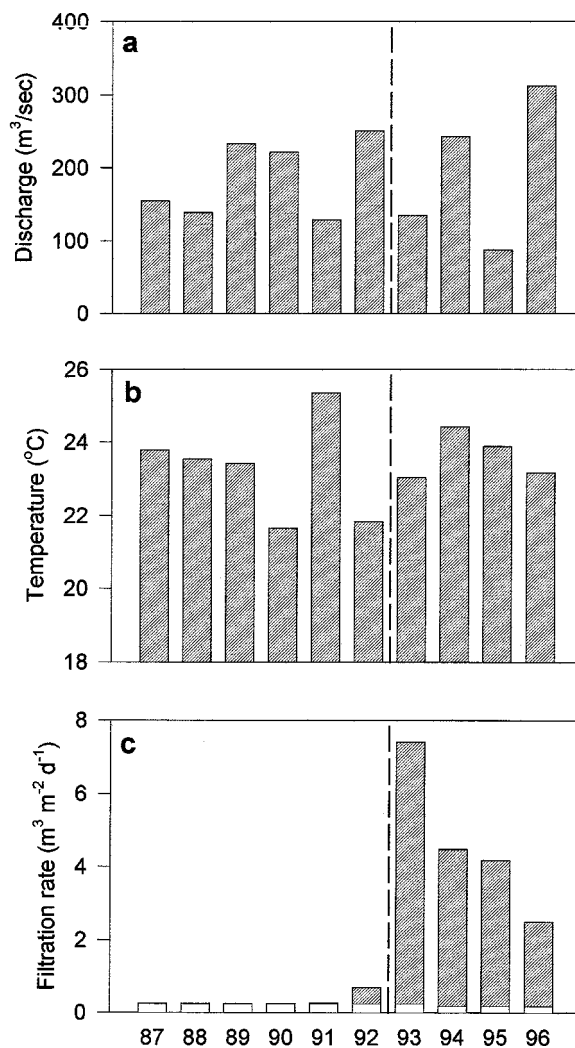 a
Discharge (m³/sec)
400
300
200
100
0
b
Temperature (°C)
26
24
22
20
18
c
Filtration rate (m³ m⁻² d⁻¹)
8
6
4
2
0
87 88 89 90 91 92 93 94 95 96